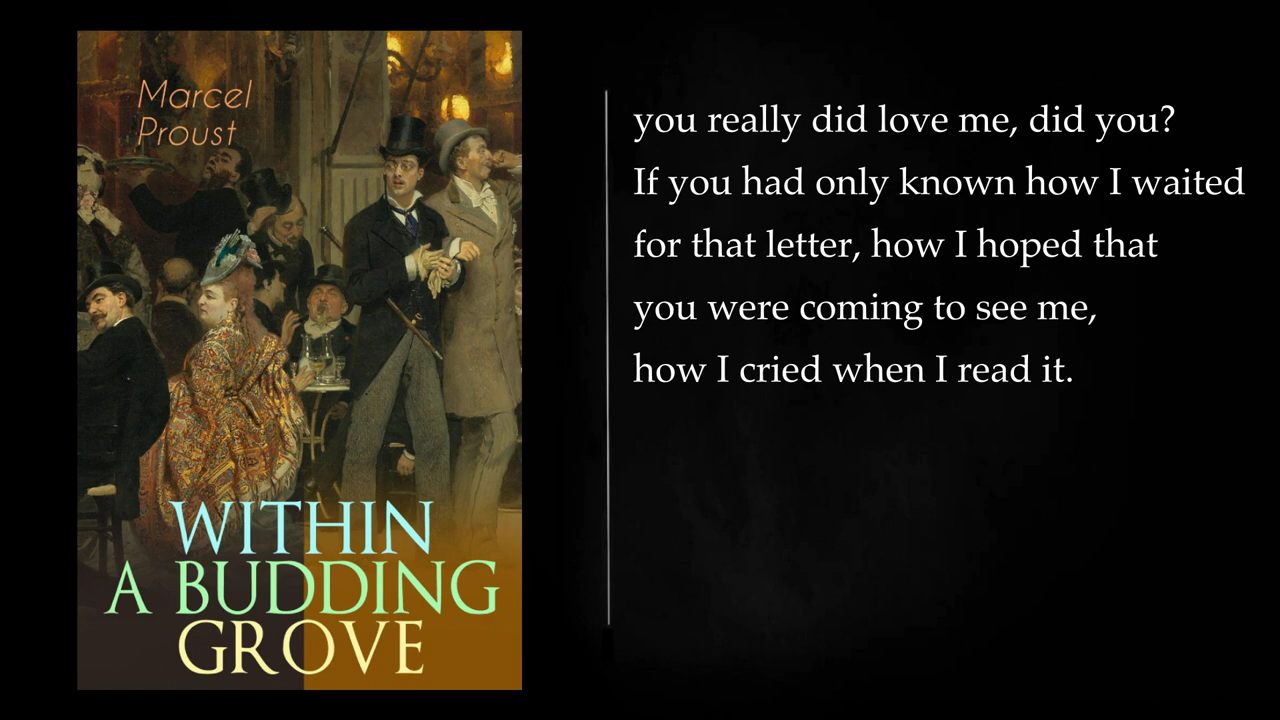 Marcel
Proust
WITHIN
A BUDDING
GROVE
you really did love me, did you?
If you had only known how I waited
for that letter, how I hoped that
you were coming to see me,
how I cried when I read it.